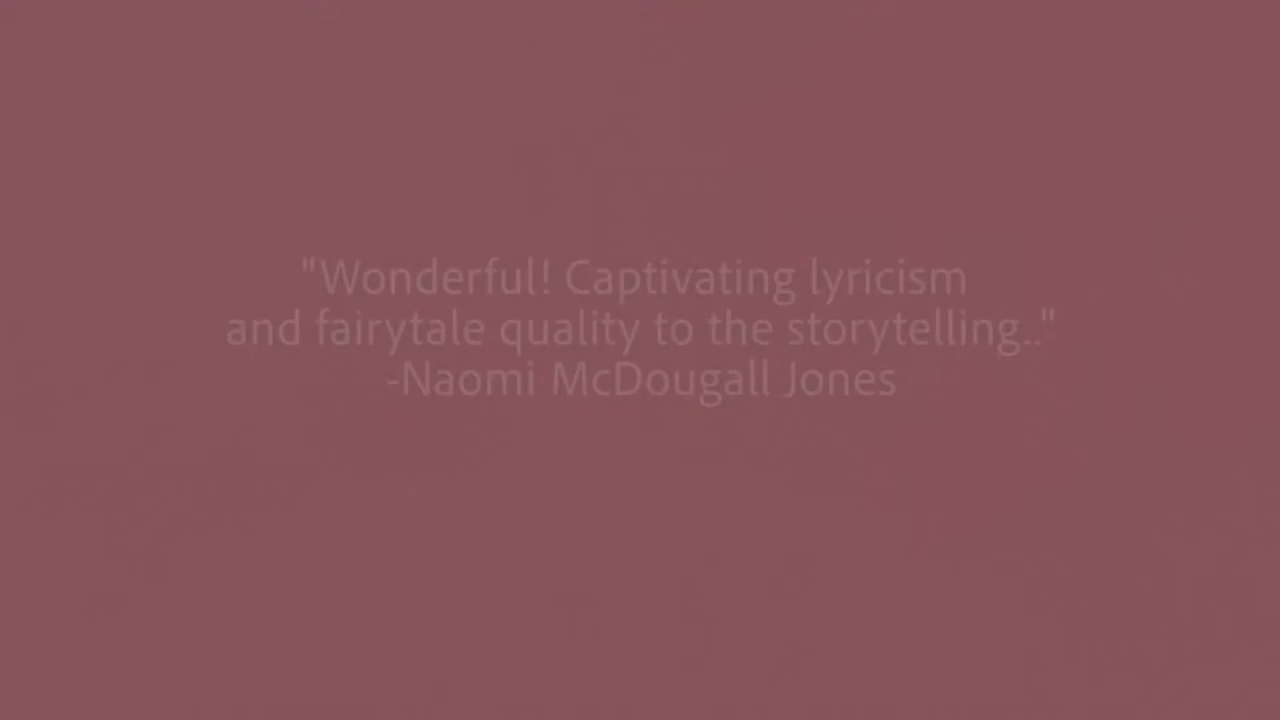 "Wonderful! Captivating lyricism
and fairytale quality to the storytelling.."
-Naomi McDougall Jones